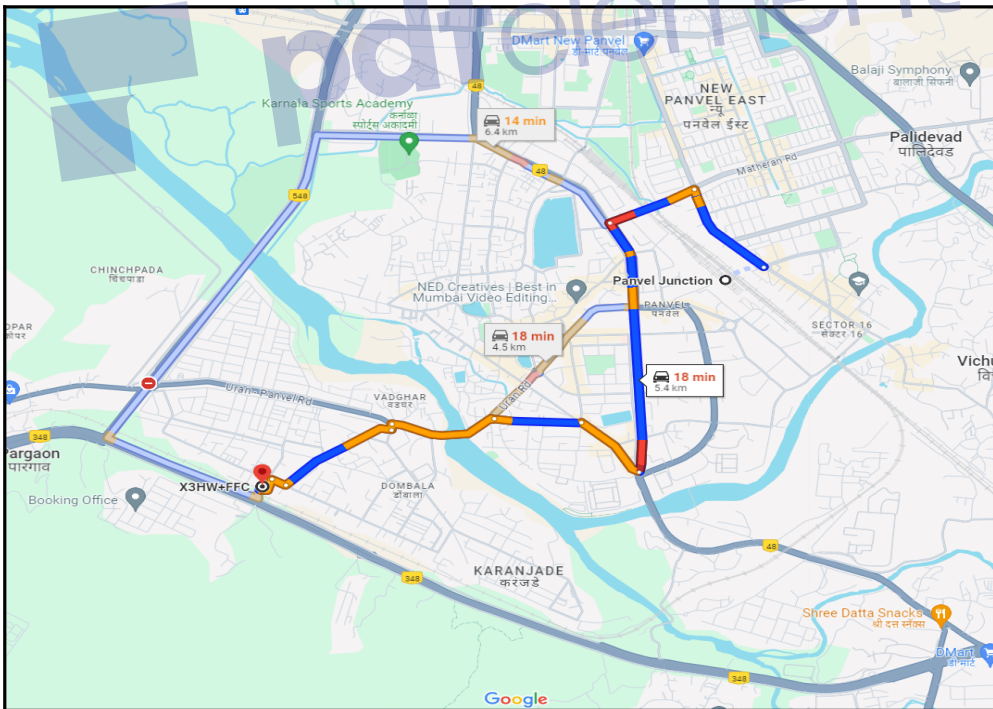 pdfelement
DMart New Panvel
डी-मार्ट पनवेल
Balaji Symphony
बालाजी सिंफनी
NEW
PANVEL EAST
न्यू
पनवेल ईस्ट
Karnala Sports Academy
कर्नाळा
स्पोर्ट्स अकादमी
48
14 min
6.4 km
Palidevad
पालिदेवड
Matheran Rd
48
548
CHINCHPADA
चिंचपाडा
NED Creatives | Best in
Mumbai Video Editing...
Panvel Junction
PANVEL
पनवेल
SECTOR 16
सेक्टर 16
OPAR
कोपर
18 min
4.5 km
Vichu
वि
18 min
5.4 km
Uran - Panvel Rd
Uran Rd
VADGHAR
वडघर
348
Pargaon
पारगाव
X3HW+FFC
Booking Office
DOMBALA
डोंबाला
48
KARANJADE
करंजडे
348
Shree Datta Snacks
श्री दत्त स्नॅक्स
DMart
डी मार्ट
348
Google